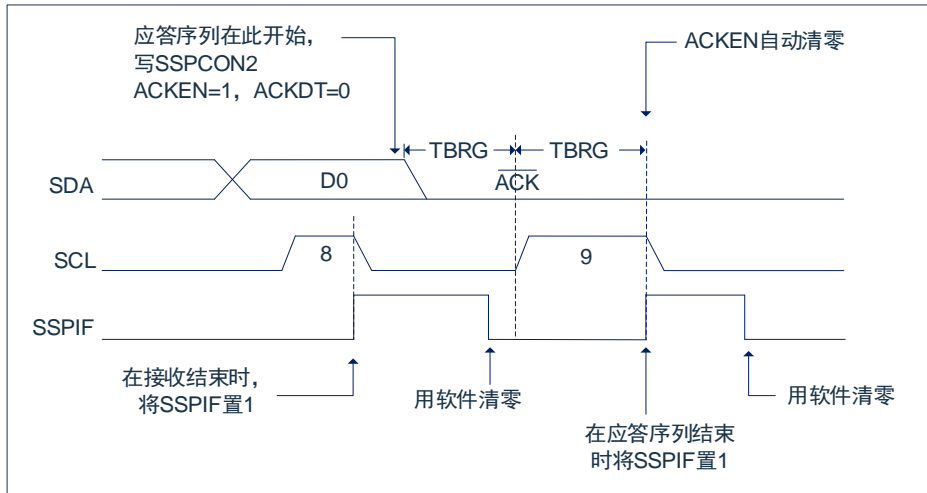 应答序列在此开始，
写SSPCON2
ACKEN=1，ACKDT=0
ACKEN自动清零
TBRG
TBRG
SDA
D0
ACK
SCL
8
9
SSPIF
在接收结束时，
将SSPIF置1
用软件清零
在应答序列结束
时将SSPIF置1
用软件清零